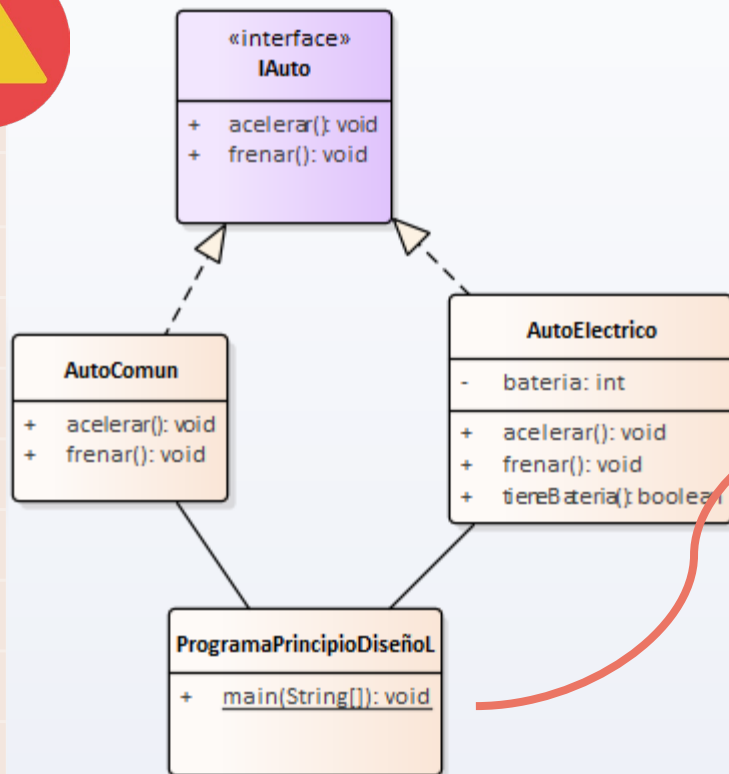 «interface»
IAuto
+ acelerar(): void
+ frenar(): void
AutoComun
+ acelerar(): void
+ frenar(): void
AutoElectrico
- bateria: int
+ acelerar(): void
+ frenar(): void
+ tieneBateria(): boolean
ProgramaPrincipioDiseñoL
+ main(String[]): void